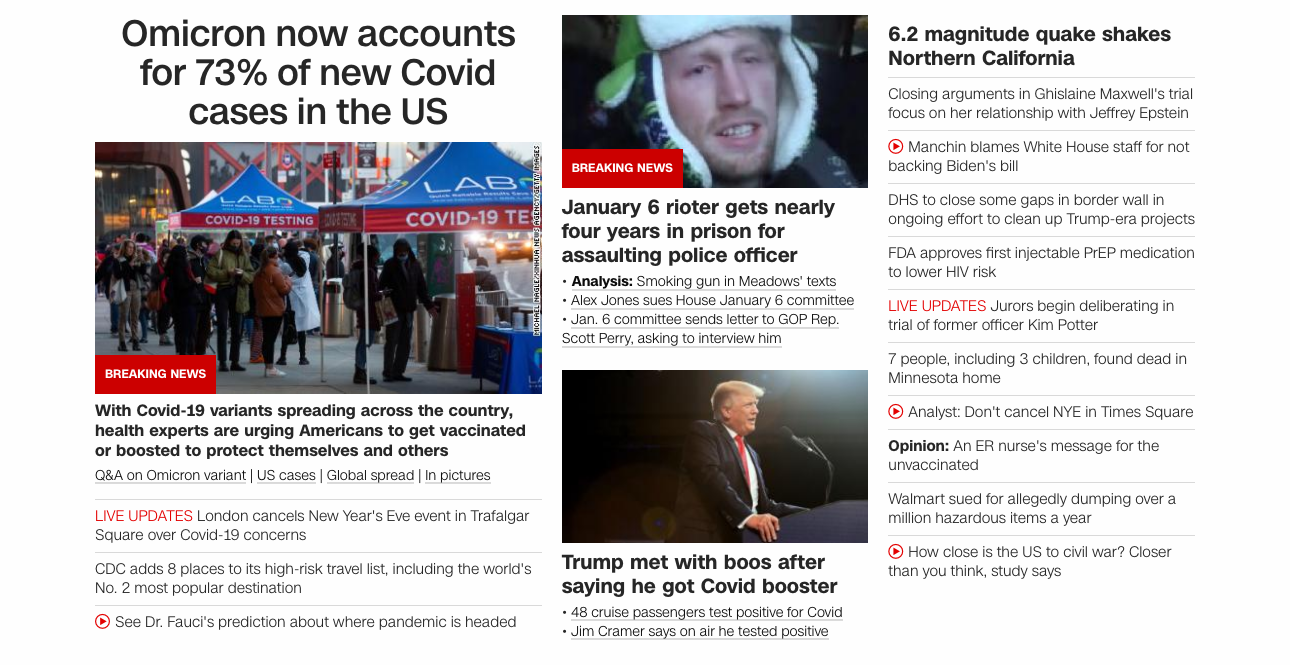 Omicron now accounts
for 73% of new Covid
cases in the US
LABQ
LABQ
COVID-19 TESTING
COVID-19 TES
MICHAEL NAGLE/XINHUA NEWS AGENCY/GETTY IMAGES
BREAKING NEWS
With Covid-19 variants spreading across the country,
health experts are urging Americans to get vaccinated
or boosted to protect themselves and others
Q&A on Omicron variant | US cases | Global spread | In pictures
LIVE UPDATES London cancels New Year's Eve event in Trafalgar
Square over Covid-19 concerns
CDC adds 8 places to its high-risk travel list, including the world's
No. 2 most popular destination
See Dr. Fauci's prediction about where pandemic is headed
BREAKING NEWS
January 6 rioter gets nearly
four years in prison for
assaulting police officer
• Analysis: Smoking gun in Meadows' texts
• Alex Jones sues House January 6 committee
• Jan. 6 committee sends letter to GOP Rep.
Scott Perry, asking to interview him
Trump met with boos after
saying he got Covid booster
• 48 cruise passengers test positive for Covid
• Jim Cramer says on air he tested positive
6.2 magnitude quake shakes
Northern California
Closing arguments in Ghislaine Maxwell's trial
focus on her relationship with Jeffrey Epstein
Manchin blames White House staff for not
backing Biden's bill
DHS to close some gaps in border wall in
ongoing effort to clean up Trump-era projects
FDA approves first injectable PrEP medication
to lower HIV risk
LIVE UPDATES Jurors begin deliberating in
trial of former officer Kim Potter
7 people, including 3 children, found dead in
Minnesota home
Analyst: Don't cancel NYE in Times Square
Opinion: An ER nurse's message for the
unvaccinated
Walmart sued for allegedly dumping over a
million hazardous items a year
How close is the US to civil war? Closer
than you think, study says